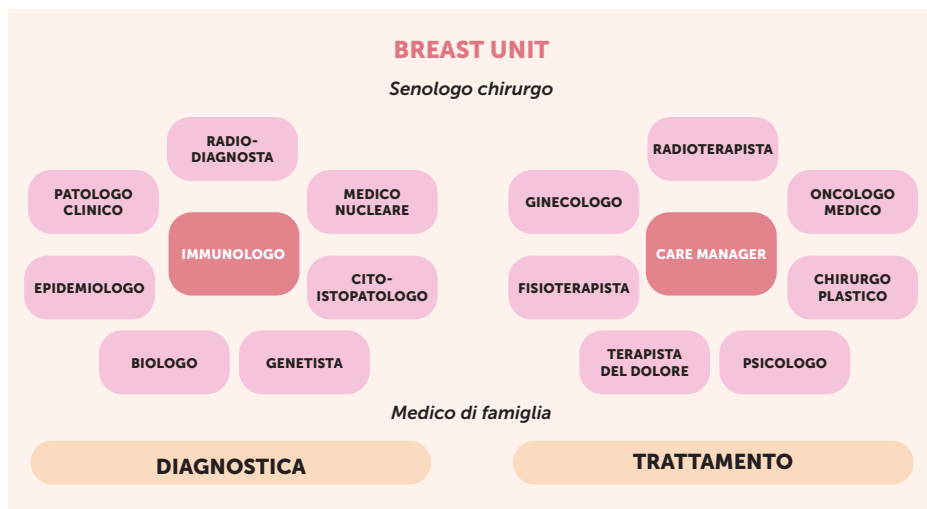 BREAST UNIT
Senologo chirurgo
RADIO-
DIAGNOSTA
PATOLOGO
CLINICO
MEDICO
NUCLEARE
IMMUNOLOGO
EPIDEMIOLOGO
CITO-
ISTOPATOLOGO
BIOLOGO
GENETISTA
RADIOTERAPISTA
GINECOLOGO
ONCOLOGO
MEDICO
CARE MANAGER
FISIOTERAPISTA
CHIRURGO
PLASTICO
TERAPISTA
DEL DOLORE
PSICOLOGO
Medico di famiglia
DIAGNOSTICA
TRATTAMENTO